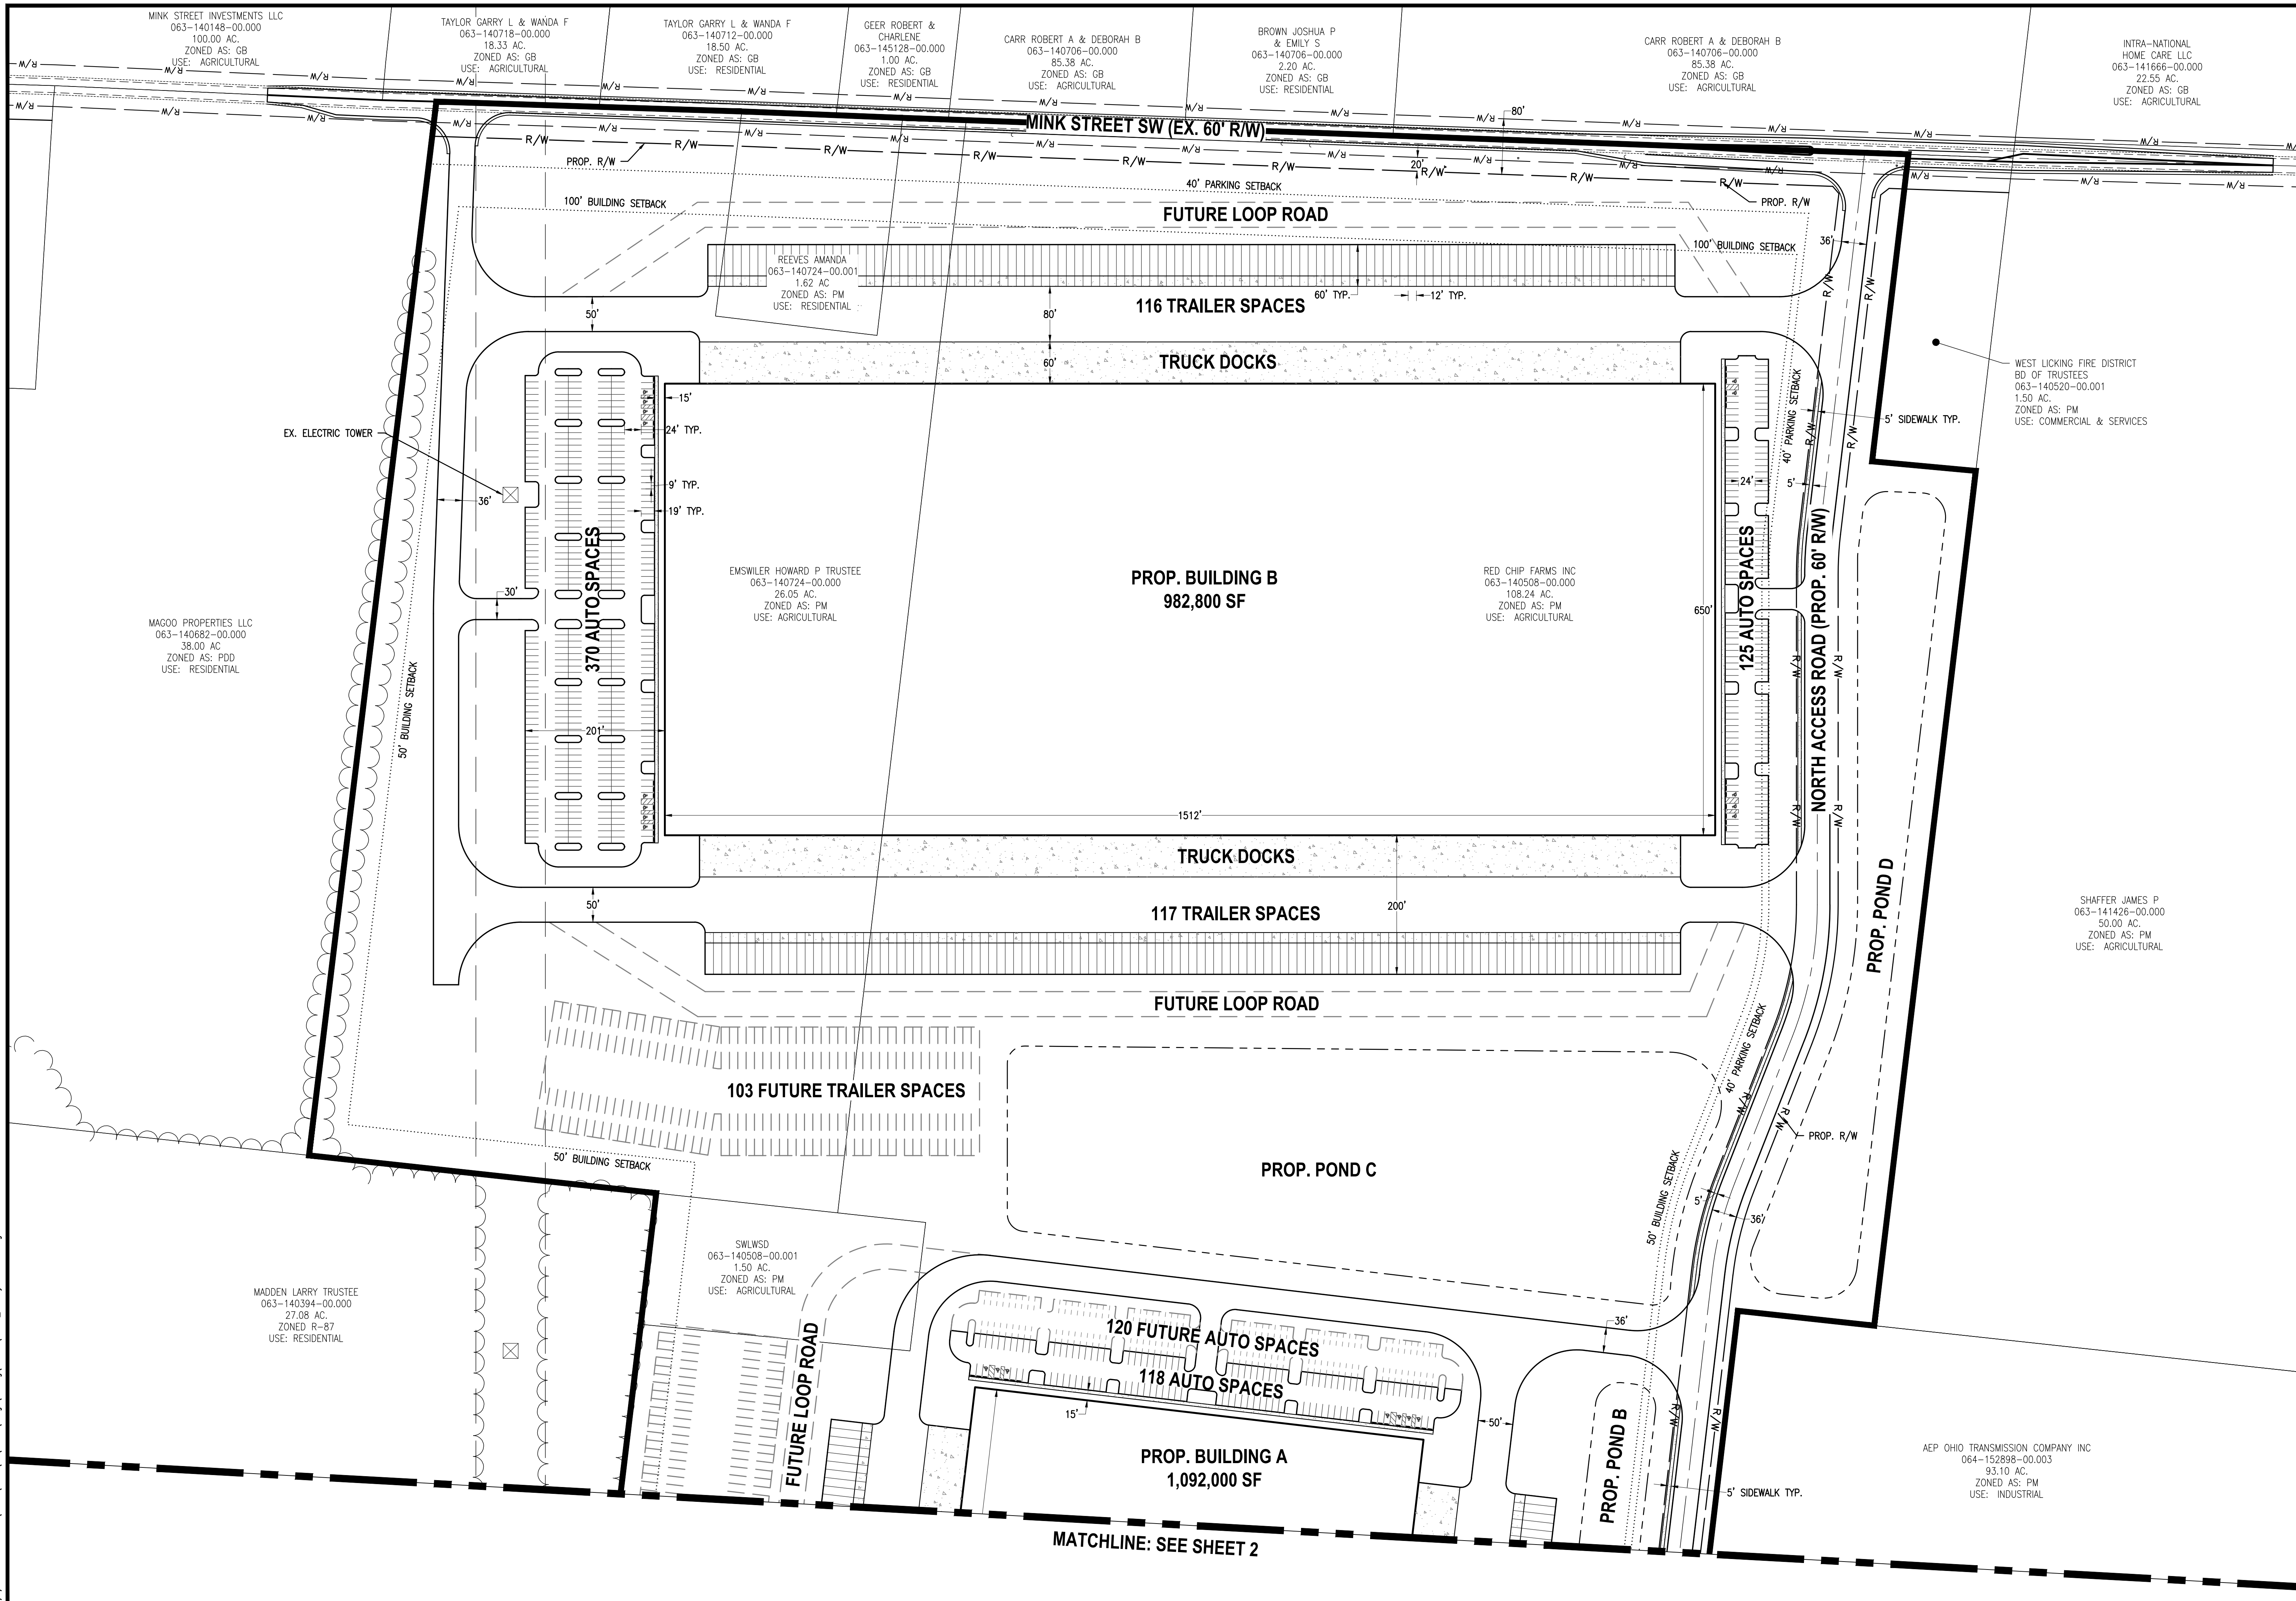 MINK STREET INVESTMENTS LLC
063-140148-00.000
100.00 AC.
ZONED AS: GB
USE: AGRICULTURAL
TAYLOR GARRY L & WANDA F
063-140718-00.000
18.33 AC.
ZONED AS: GB
USE: AGRICULTURAL
TAYLOR GARRY L & WANDA F
063-140712-00.000
18.50 AC.
ZONED AS: GB
USE: RESIDENTIAL
GEER ROBERT &
CHARLENE
063-145128-00.000
1.00 AC.
ZONED AS: GB
USE: RESIDENTIAL
CARR ROBERT A & DEBORAH B
063-140706-00.000
85.38 AC.
ZONED AS: GB
USE: AGRICULTURAL
BROWN JOSHUA P
& EMILY S
063-140706-00.000
2.20 AC.
ZONED AS: GB
USE: RESIDENTIAL
CARR ROBERT A & DEBORAH B
063-140706-00.000
85.38 AC.
ZONED AS: GB
USE: AGRICULTURAL
INTRA-NATIONAL
HOME CARE LLC
063-141666-00.000
22.55 AC.
ZONED AS: GB
USE: AGRICULTURAL
R/W
80'
MINK STREET SW (EX. 60' R/W)
R/W
PROP. R/W
20'
40' PARKING SETBACK
PROP. R/W
100' BUILDING SETBACK
FUTURE LOOP ROAD
100' BUILDING SETBACK
36'
REEVES AMANDA
063-140724-00.001
1.62 AC
ZONED AS: PM
USE: RESIDENTIAL
60' TYP.
12' TYP.
50'
80'
116 TRAILER SPACES
60'
TRUCK DOCKS
WEST LICKING FIRE DISTRICT
BD OF TRUSTEES
063-140520-00.001
1.50 AC.
ZONED AS: PM
USE: COMMERCIAL & SERVICES
15'
40' PARKING SETBACK
5' SIDEWALK TYP.
EX. ELECTRIC TOWER
24' TYP.
9' TYP.
24'
5'
36'
19' TYP.
370 AUTO SPACES
125 AUTO SPACES
NORTH ACCESS ROAD (PROP. 60' R/W)
EMSWILER HOWARD P TRUSTEE
063-140724-00.000
26.05 AC.
ZONED AS: PM
USE: AGRICULTURAL
PROP. BUILDING B
982,800 SF
RED CHIP FARMS INC
063-140508-00.000
108.24 AC.
ZONED AS: PM
USE: AGRICULTURAL
30'
650'
MAGOO PROPERTIES LLC
063-140682-00.000
38.00 AC
ZONED AS: PDD
USE: RESIDENTIAL
50' BUILDING SETBACK
201'
1512'
TRUCK DOCKS
PROP. POND D
50'
117 TRAILER SPACES
200'
SHAFFER JAMES P
063-141426-00.000
50.00 AC.
ZONED AS: PM
USE: AGRICULTURAL
FUTURE LOOP ROAD
40' PARKING SETBACK
103 FUTURE TRAILER SPACES
PROP. R/W
50' BUILDING SETBACK
PROP. POND C
50' BUILDING SETBACK
5'
36'
SWLWSD
063-140508-00.001
1.50 AC.
ZONED AS: PM
USE: AGRICULTURAL
MADDEN LARRY TRUSTEE
063-140394-00.000
27.08 AC.
ZONED R-87
USE: RESIDENTIAL
FUTURE LOOP ROAD
120 FUTURE AUTO SPACES
36'
118 AUTO SPACES
15'
50'
PROP. POND B
PROP. BUILDING A
1,092,000 SF
AEP OHIO TRANSMISSION COMPANY INC
064-152898-00.003
93.10 AC.
ZONED AS: PM
USE: INDUSTRIAL
5' SIDEWALK TYP.
MATCHLINE: SEE SHEET 2